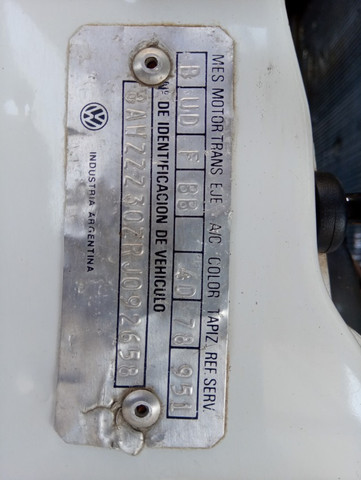 MES MOTOR TRANS EJE A/C COLOR TAPIZ. REF SERV.
B UD F BB 40 78 951
Nº DE IDENTIFICACION DE VEHICULO
8AWZZZ30ZRJ092658
INDUSTRIA ARGENTINA